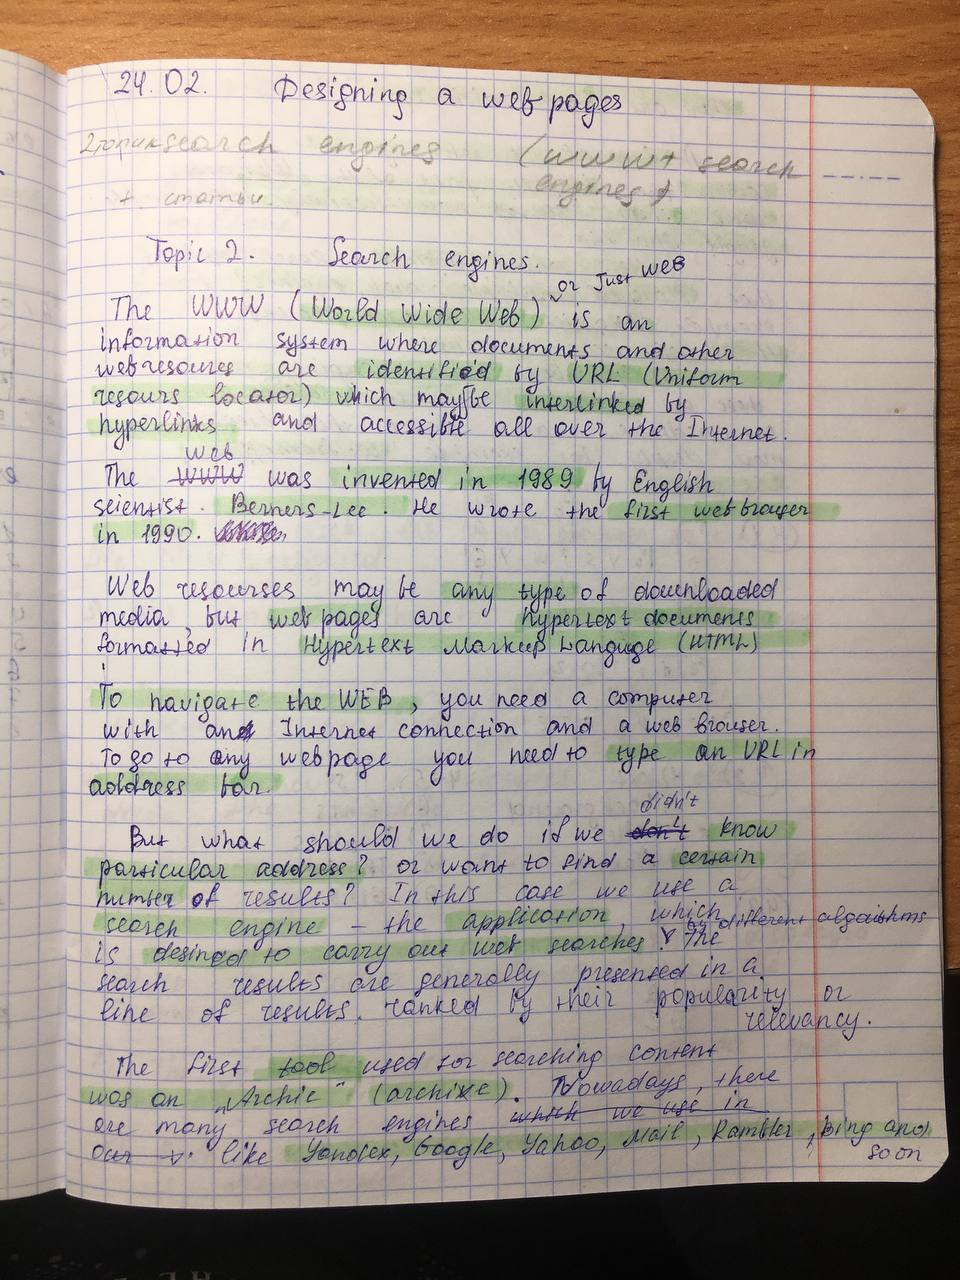 24.02. Designing a web pages
2топик search engines (www+ search
engines)
+ статьи.
Topic 2. Search engines.
or Just web
The WWW (World Wide Web) is an
information system where documents and other
webresoures are identified by URL (Uniform
resours locator) which maybe interlinked by
hyperlinks and accessible all over the Internet.
web
The WWW was invented in 1989 by English
scientist. Berners-Lee. He wrote the first webbrouser
in 1990.
Web resourses may be any type of downloaded
media, but web pages are hypertext documents
formatted in Hypertext Markup Language (HTML)
To navigate the WEB, you need a computer
with and Internet connection and a web brouser.
To go to any webpage you need to type an URL in
address bar.
didn't
But what should we do if we don't know
particular address? or want to find a certain
number of results? In this case we use a
search engine - the application, which
is desined to carry out web searches by different algorithms. The
search results are generally presented in a
line of results. ranked by their popularity or
relevancy.
The first tool used for searching content
was an "Archie" (archive). Nowadays, there
are many search engines which we use in
our like Yandex, Google, Yahoo, Mail, Rambler, Bing and
so on